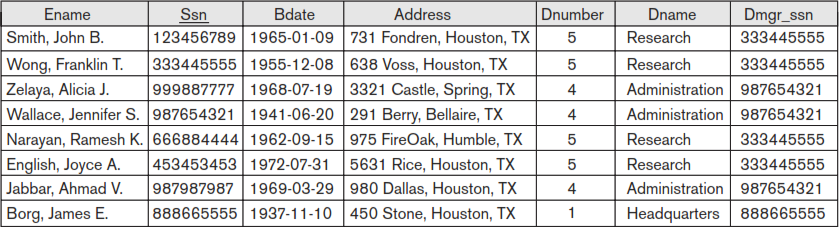 Ename Ssn Bdate Address Dnumber Dname Dmgr_ssn
Smith, John B. 123456789 1965-01-09 731 Fondren, Houston, TX 5 Research 333445555
Wong, Franklin T. 333445555 1955-12-08 638 Voss, Houston, TX 5 Research 333445555
Zelaya, Alicia J. 999887777 1968-07-19 3321 Castle, Spring, TX 4 Administration 987654321
Wallace, Jennifer S. 987654321 1941-06-20 291 Berry, Bellaire, TX 4 Administration 987654321
Narayan, Ramesh K. 666884444 1962-09-15 975 FireOak, Humble, TX 5 Research 333445555
English, Joyce A. 453453453 1972-07-31 5631 Rice, Houston, TX 5 Research 333445555
Jabbar, Ahmad V. 987987987 1969-03-29 980 Dallas, Houston, TX 4 Administration 987654321
Borg, James E. 888665555 1937-11-10 450 Stone, Houston, TX 1 Headquarters 888665555